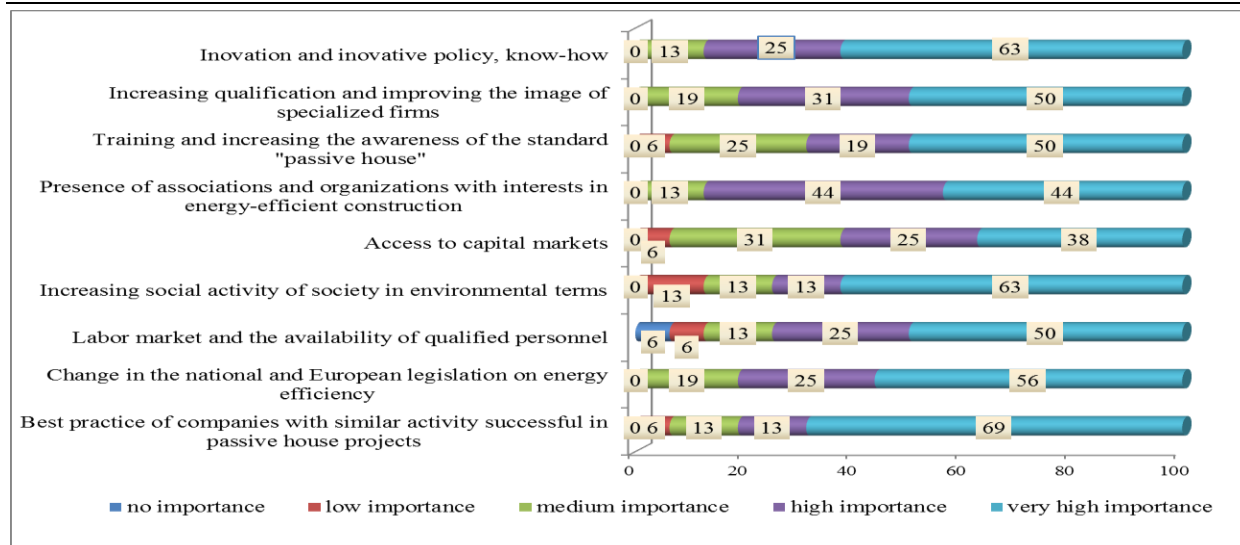 Inovation and inovative policy, know-how
0 13 25 63
Increasing qualification and improving the image of
specialized firms
0 19 31 50
Training and increasing the awareness of the standard
"passive house"
0 6 25 19 50
Presence of associations and organizations with interests in
energy-efficient construction
0 13 44 44
Access to capital markets
0 6 31 25 38
Increasing social activity of society in environmental terms
0 13 13 13 63
Labor market and the availability of qualified personnel
6 6 13 25 50
Change in the national and European legislation on energy
efficiency
0 19 25 56
Best practice of companies with similar activity successful in
passive house projects
0 6 13 13 69
0 20 40 60 80 100
no importance low importance medium importance high importance very high importance